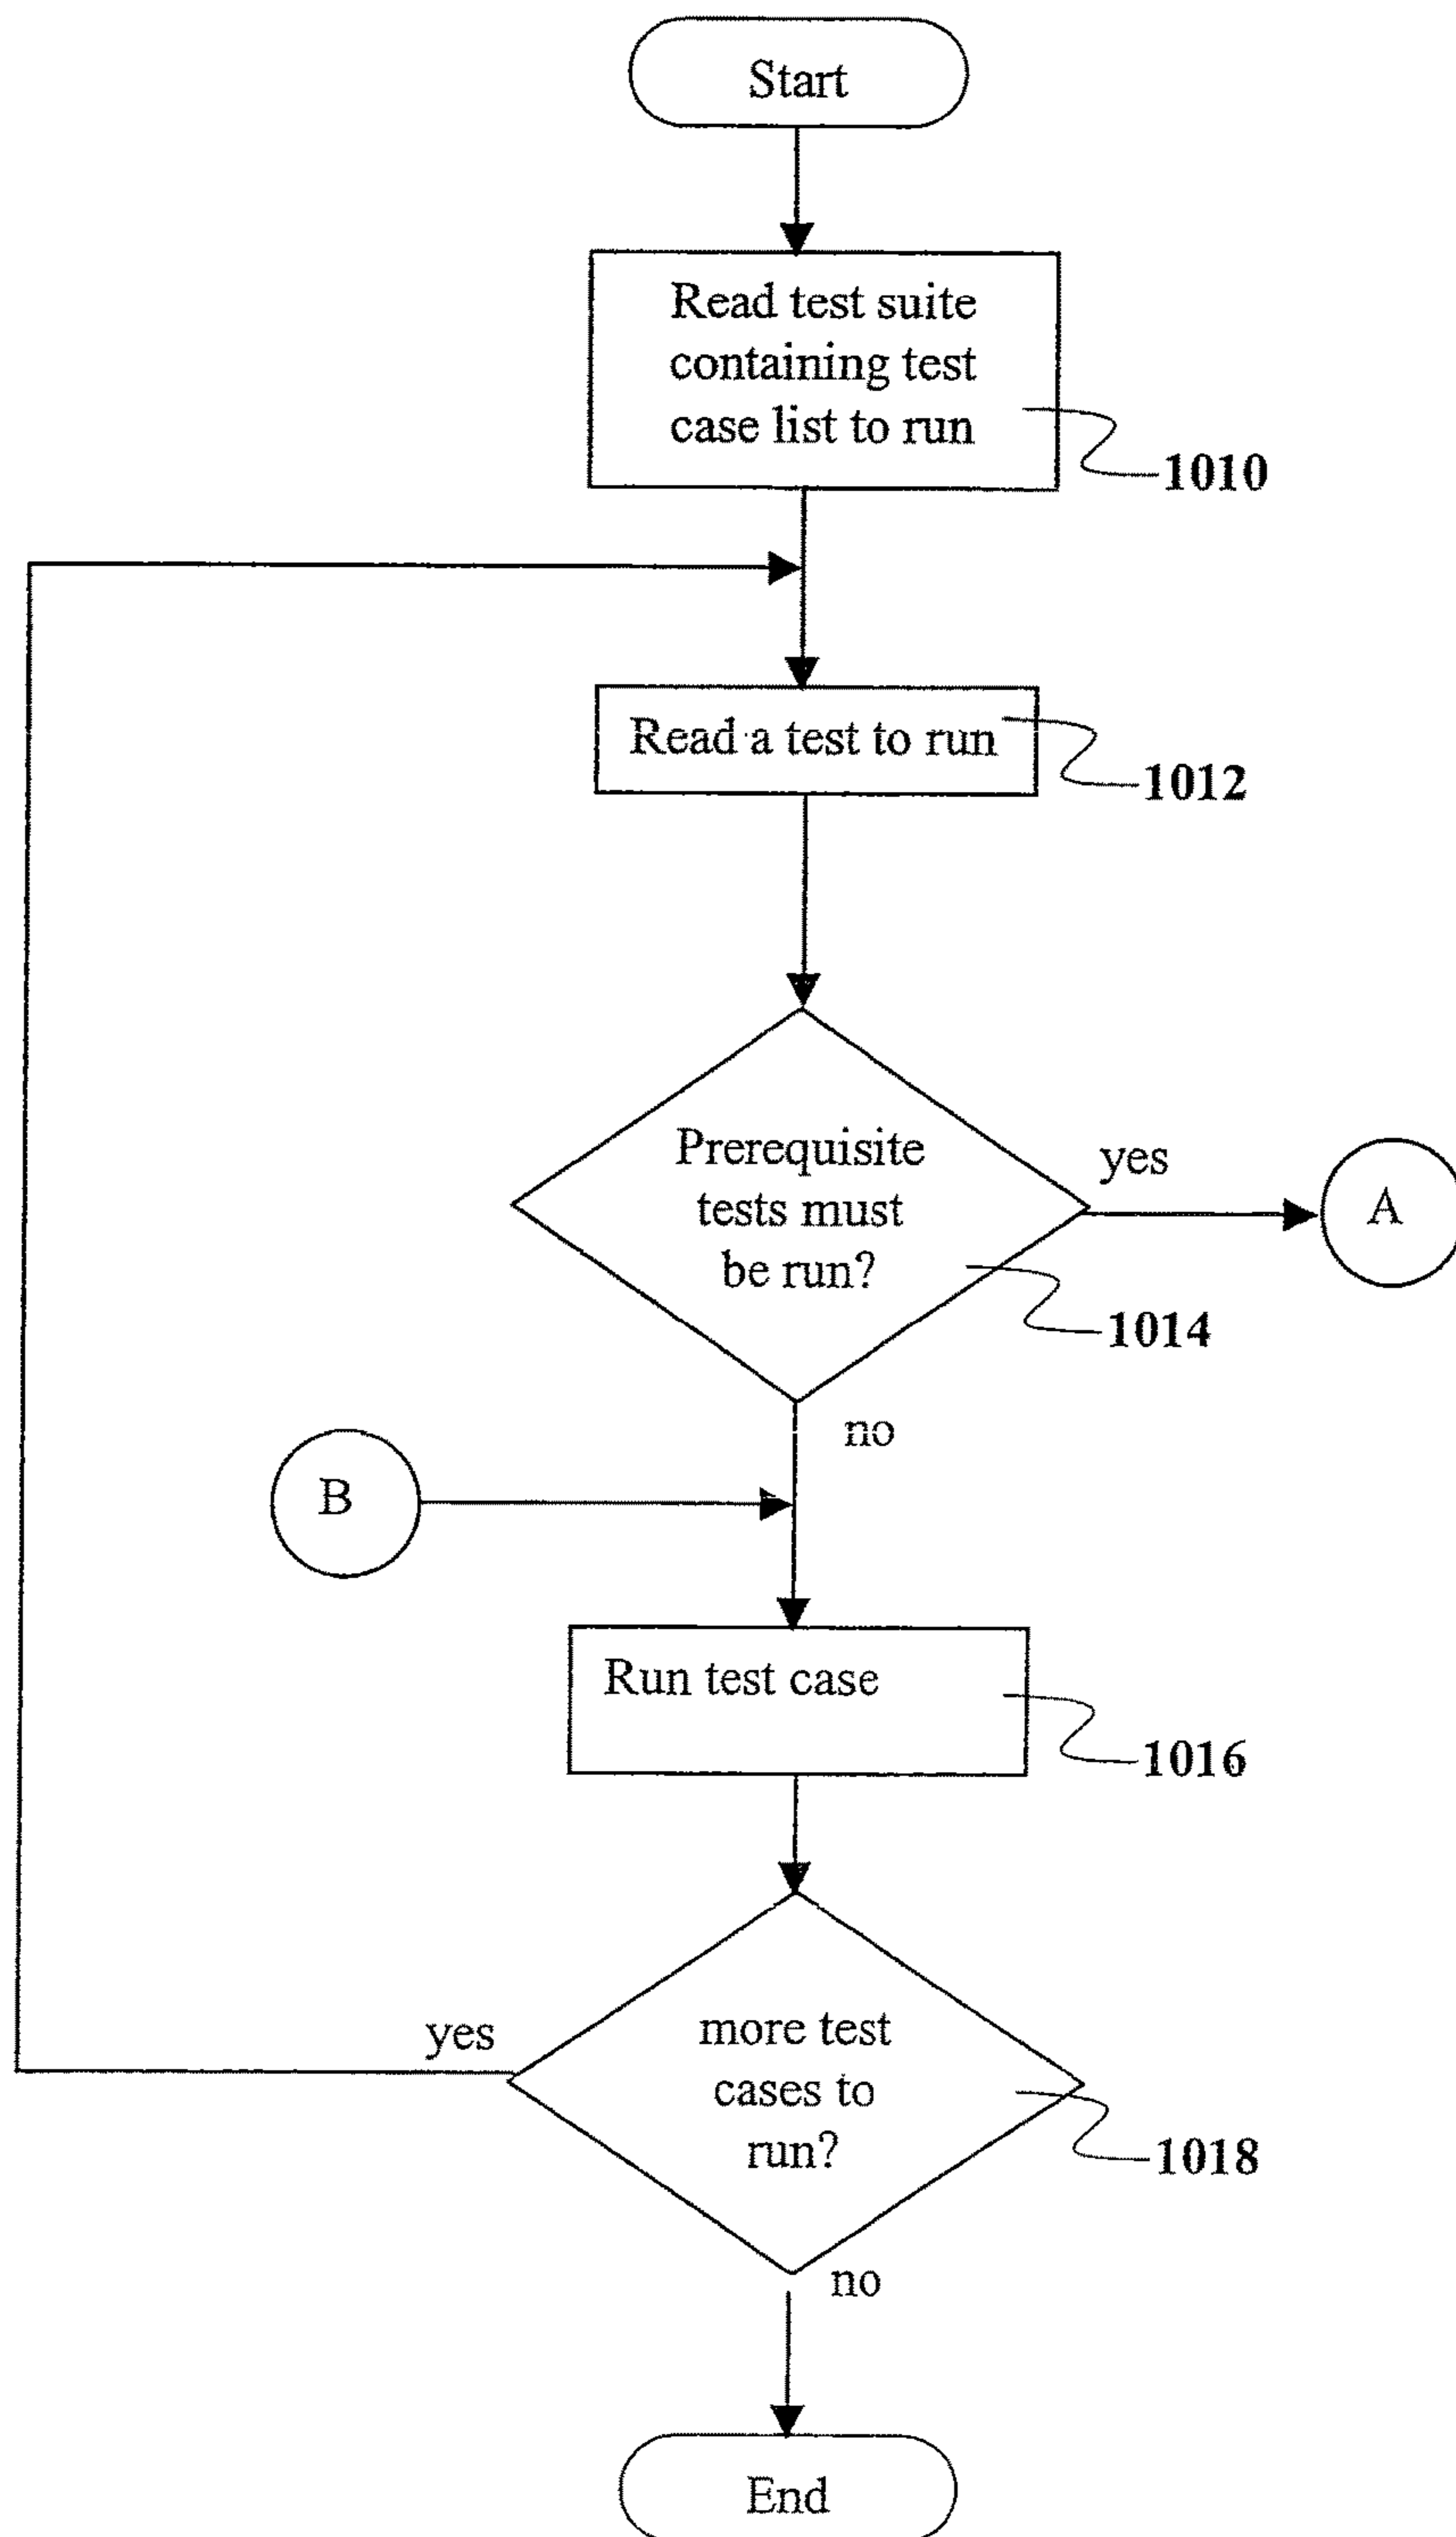 Start
Read test suite
containing test
case list to run
1010
Read a test to run
1012
Prerequisite
tests must
be run?
yes
A
1014
no
B
Run test case
1016
yes
more test
cases to
run?
1018
no
End